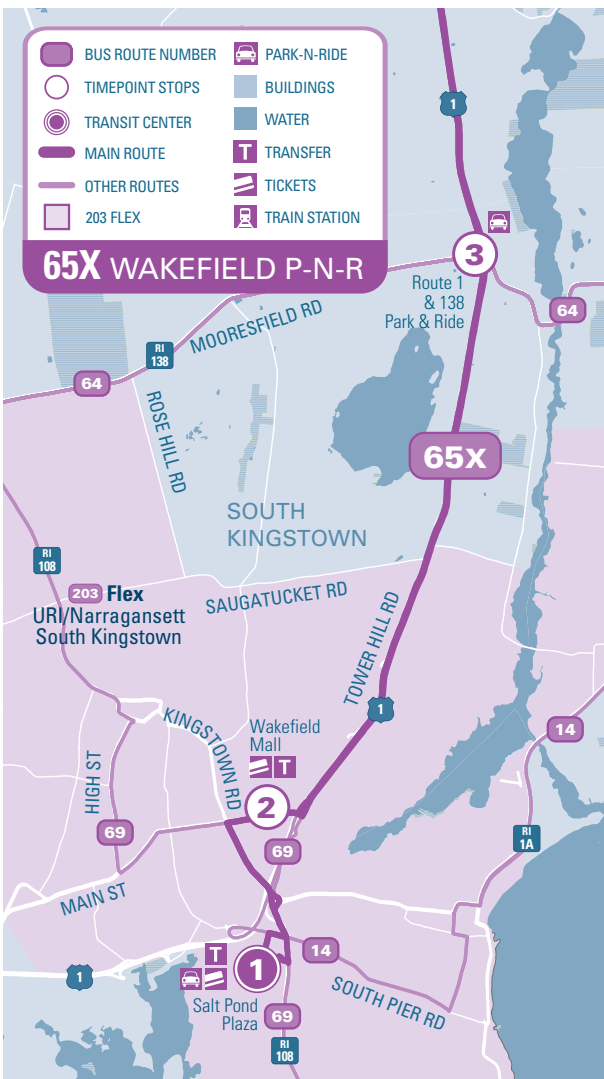 BUS ROUTE NUMBER
TIMEPOINT STOPS
TRANSIT CENTER
MAIN ROUTE
OTHER ROUTES
203 FLEX
PARK-N-RIDE
BUILDINGS
WATER
T TRANSFER
TICKETS
TRAIN STATION
65X WAKEFIELD P-N-R
1
3
Route 1
& 138
Park & Ride
64
MOORESFIELD RD
RI
138
64
ROSE HILL RD
65X
SOUTH
KINGSTOWN
RI
108
203 Flex
URI/Narragansett
South Kingstown
SAUGATUCKET RD
TOWER HILL RD
1
KINGSTOWN RD
Wakefield
Mall
T
14
HIGH ST
2
69
69
RI
1A
MAIN ST
T
1
14
1
SOUTH PIER RD
Salt Pond
Plaza
69
RI
108